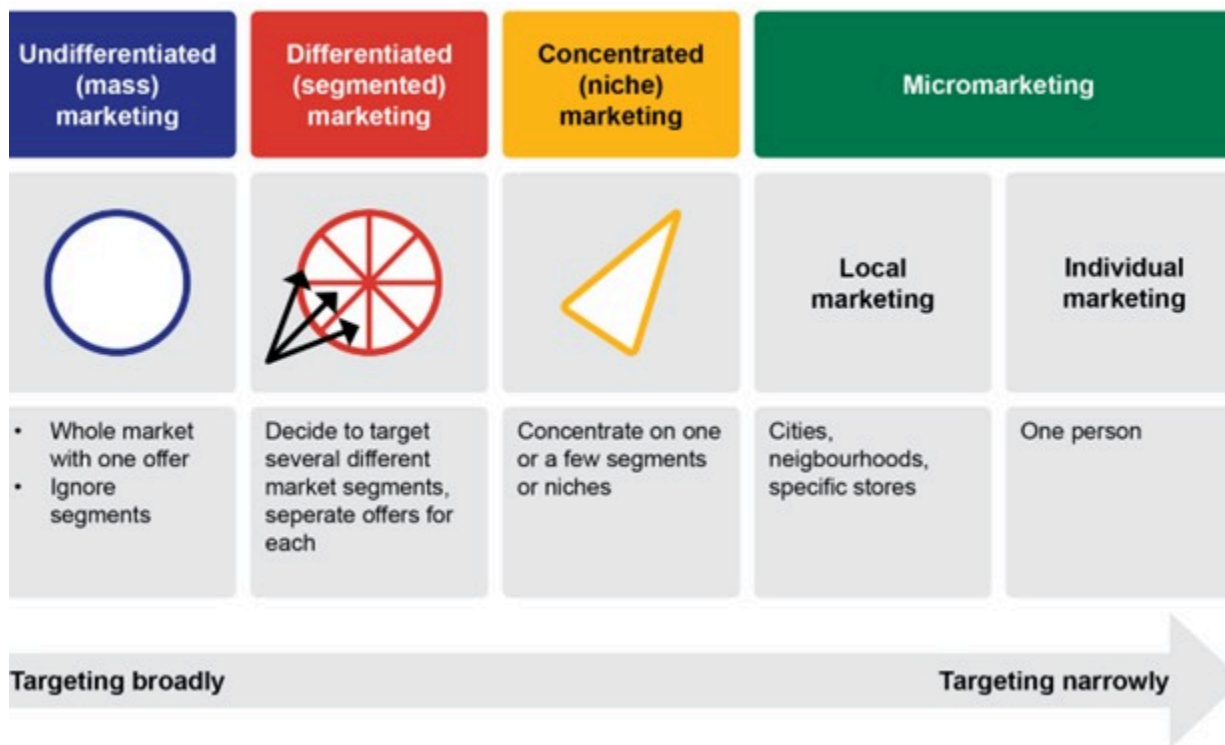 Undifferentiated
(mass)
marketing
Differentiated
(segmented)
marketing
Concentrated
(niche)
marketing
Micromarketing
Local
marketing
Individual
marketing
• Whole market
with one offer
• Ignore
segments
Decide to target
several different
market segments,
seperate offers for
each
Concentrate on one
or a few segments
or niches
Cities,
neigbourhoods,
specific stores
One person
Targeting broadly
Targeting narrowly